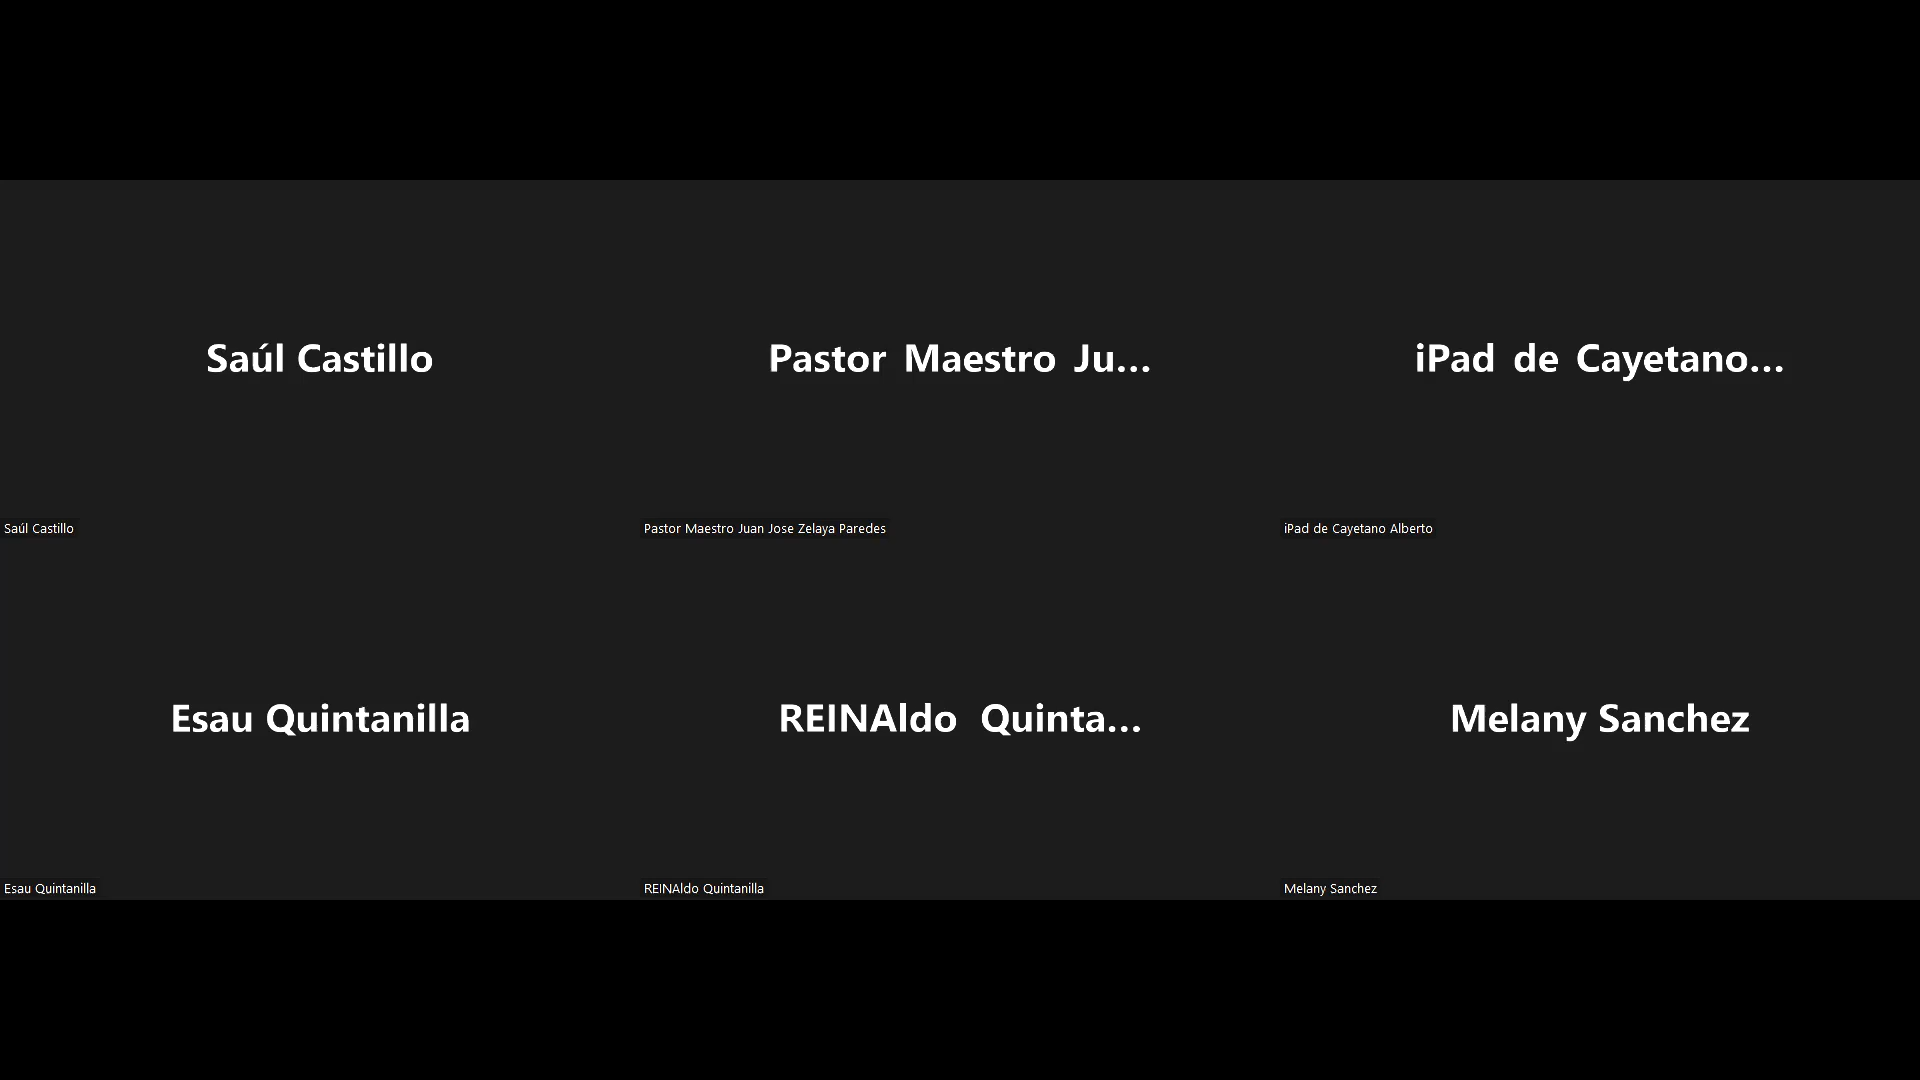 Saúl Castillo
Pastor Maestro Ju...
iPad de Cayetano...
Saúl Castillo
Pastor Maestro Juan Jose Zelaya Paredes
iPad de Cayetano Alberto
Esau Quintanilla
REINAldo Quinta...
Melany Sanchez
Esau Quintanilla
REINAldo Quintanilla
Melany Sanchez